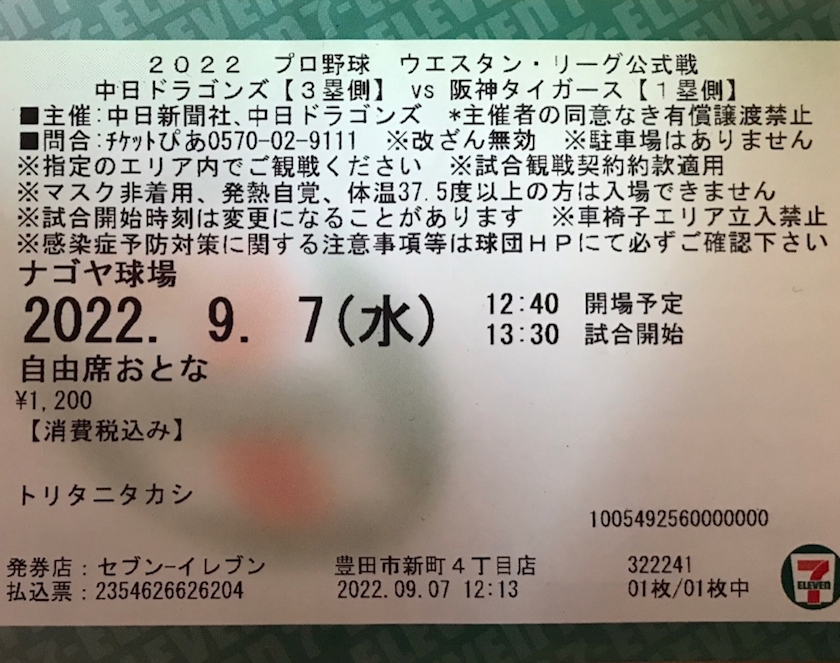 2022 プロ野球 ウエスタン・リーグ公式戦
中日ドラゴンズ【3塁側】 vs 阪神タイガース【1塁側】
■主催:中日新聞社、中日ドラゴンズ *主催者の同意なき有償譲渡禁止
■問合:ﾁｹｯﾄぴあ0570-02-9111 ※改ざん無効 ※駐車場はありません
※指定のエリア内でご観戦ください ※試合観戦契約約款適用
※マスク非着用、発熱自覚、体温37.5度以上の方は入場できません
※試合開始時刻は変更になることがあります ※車椅子エリア立入禁止
※感染症予防対策に関する注意事項等は球団HPにて必ずご確認下さい
ナゴヤ球場
2022. 9. 7(水) 12:40 開場予定
13:30 試合開始
自由席おとな
¥1,200
【消費税込み】
トリタニタカシ
1005492560000000
発券店:セブン-イレブン 豊田市新町4丁目店 322241
払込票:2354626626204 2022.09.07 12:13 01枚/01枚中
7 ELEVEN